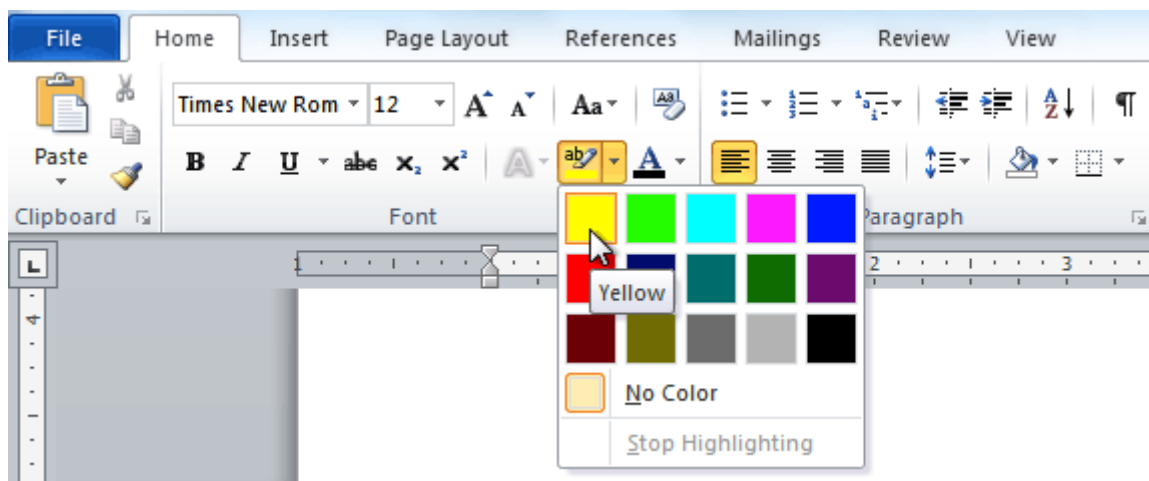 File Home Insert Page Layout References Mailings Review View
Times New Rom 12 A A Aa
Paste B I U abc x₂ x² A ab A
Clipboard Font Paragraph
L 1 2 3
Yellow
4
No Color
Stop Highlighting